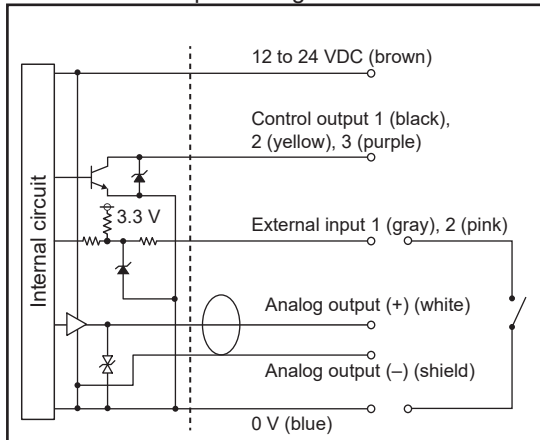 12 to 24 VDC (brown)
Control output 1 (black),
2 (yellow), 3 (purple)
3.3 V
External input 1 (gray), 2 (pink)
Internal circuit
Analog output (+) (white)
Analog output (–) (shield)
0 V (blue)